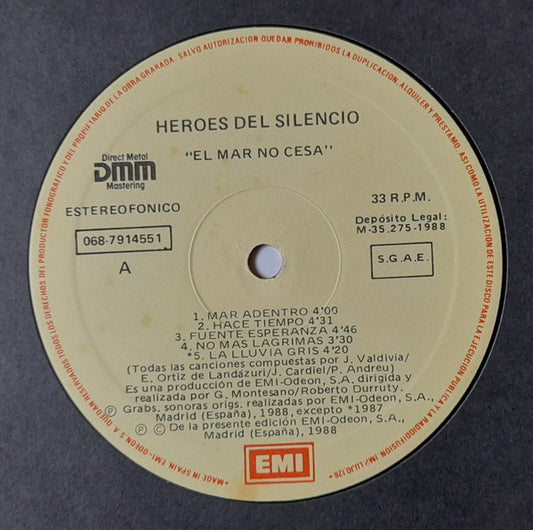 SALVO AUTORIZACION QUEDAN PROHIBIDOS LA DUPLICACION, ALQUILER Y PRESTAMO, ASI COMO LA UTILIZACION DE ESTE DISCO PARA LA EJECUCION PUBLICA Y LA RADIODIFUSION
MADE IN SPAIN EMI-ODEON S.A. QUEDAN RESERVADOS TODOS LOS DERECHOS DEL PRODUCTOR FONOGRAFICO Y DEL PROPIETARIO DE LA OBRA GRABADA.
HEROES DEL SILENCIO
"EL MAR NO CESA"
Direct Metal
DMM
Mastering
ESTEREOFONICO
068-7914551
A
33 R.P.M.
Depósito Legal:
M-35.275-1988
S.G.A.E.
1. MAR ADENTRO 4'00
2. HACE TIEMPO 4'31
3. FUENTE ESPERANZA 4'46
4. NO MAS LAGRIMAS 3'30
*5. LA LLUVIA GRIS 4'20
(Todas las canciones compuestas por J. Valdivia/
E. Ortiz de Landázuri/J. Cardiel/P. Andreu)
Es una producción de EMI-Odeon, S.A. dirigida y
realizada por G. Montesano/Roberto Durruty.
Ⓟ Grabs. sonoras origs. realizadas por EMI-Odeon, S.A.,
Madrid (España), 1988, excepto *1987
Ⓟ © De la presente edición EMI-Odeon, S.A.,
Madrid (España), 1988
EMI